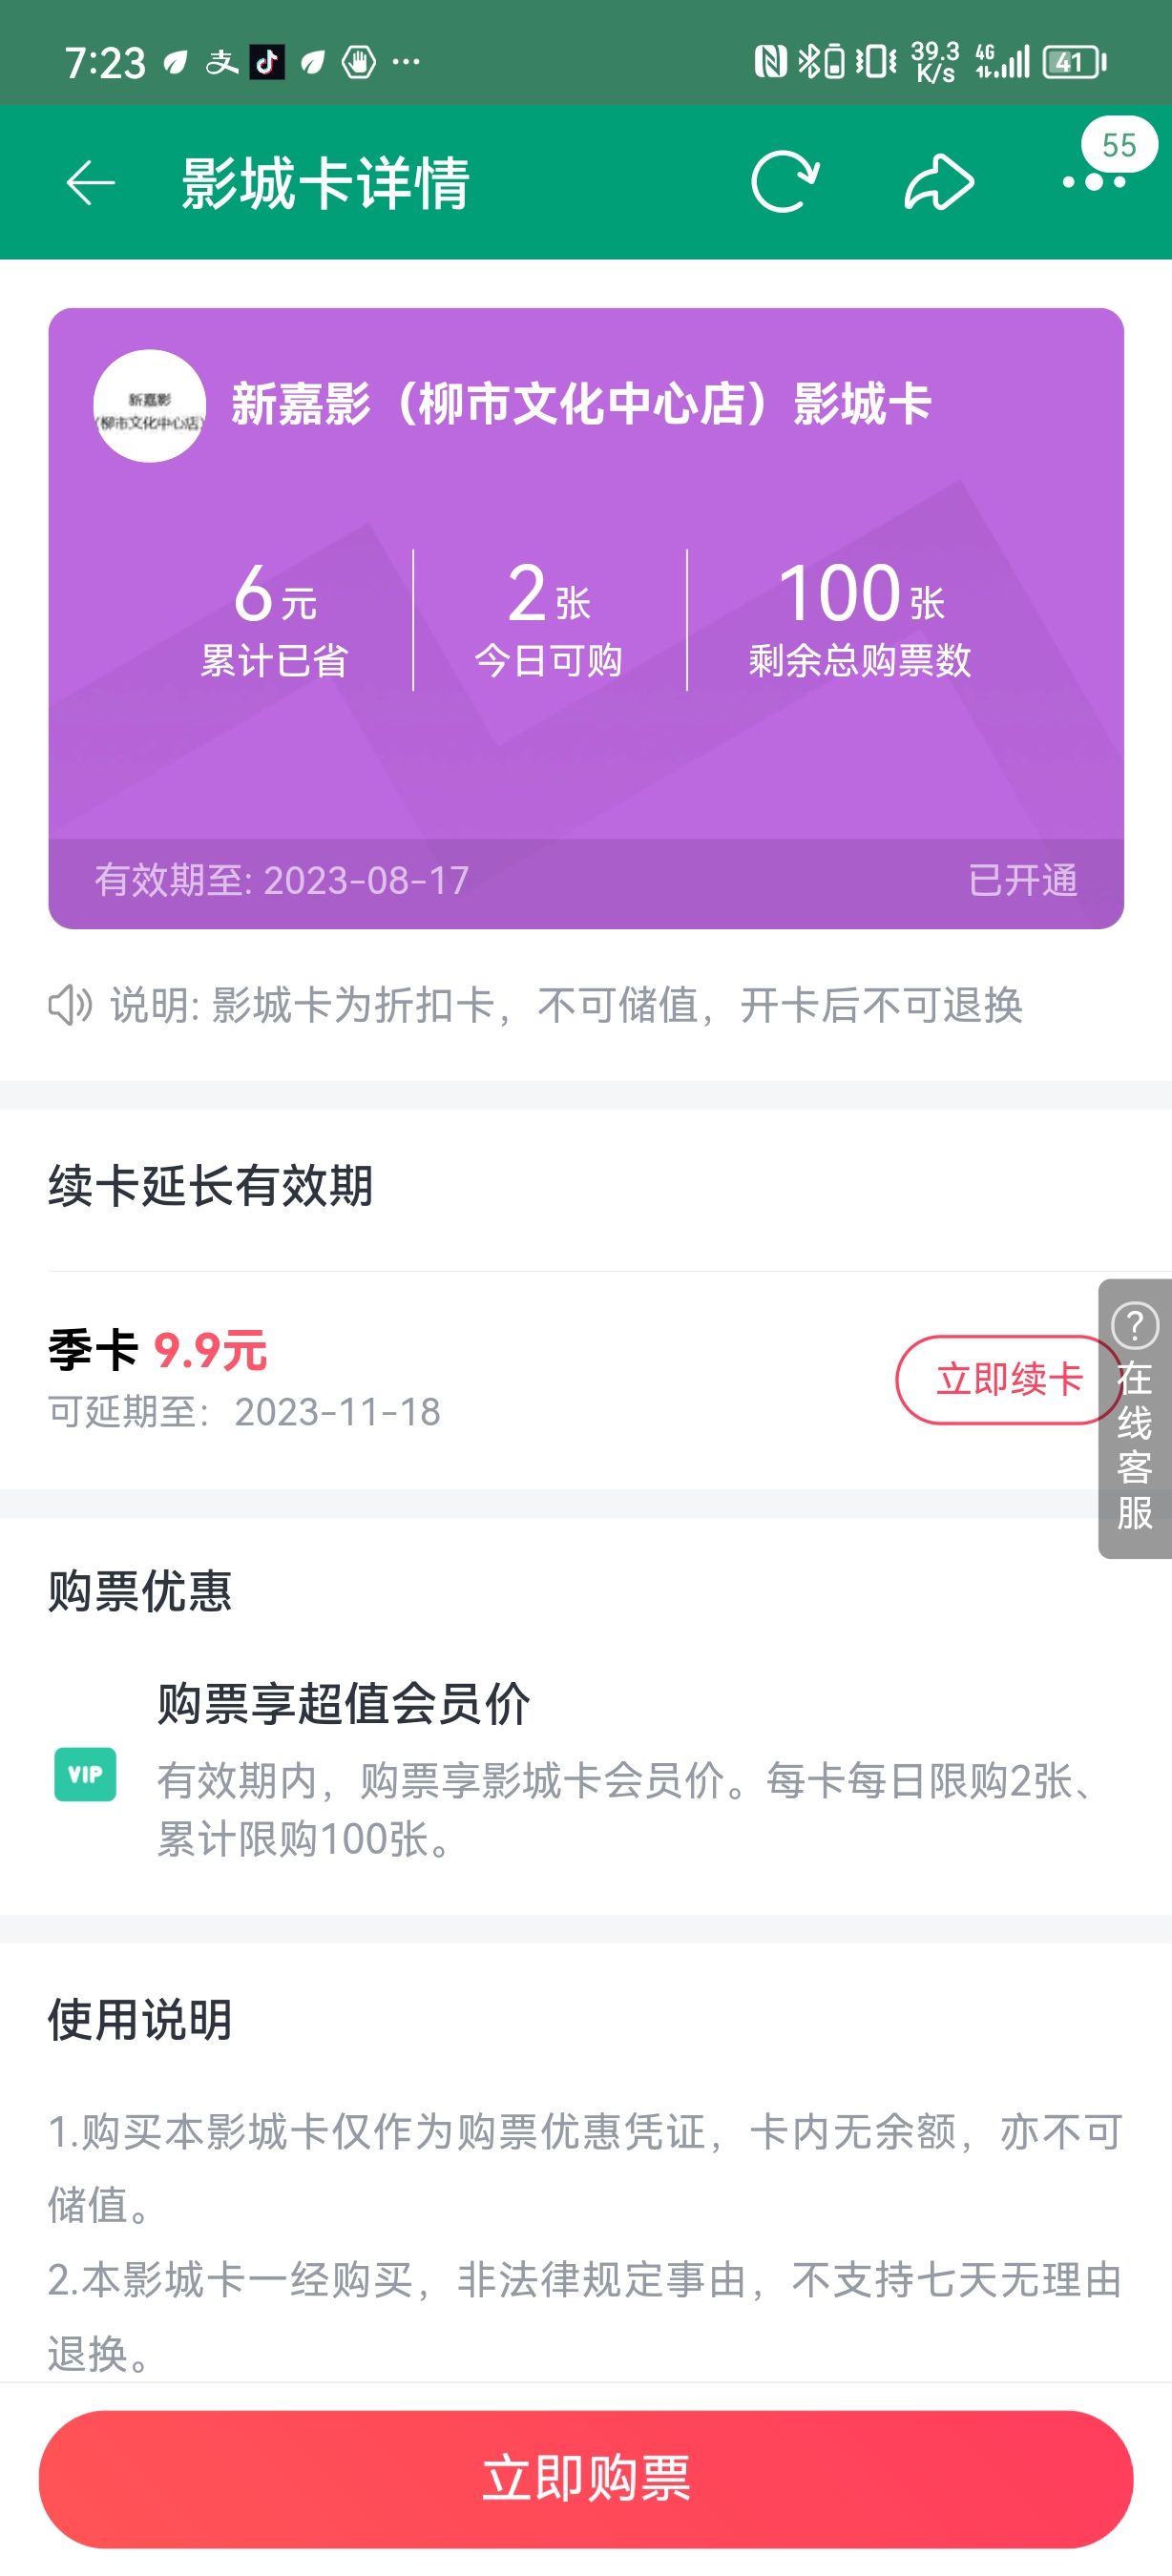 7:23
支
39.3
K/s
4G
41
影城卡详情
55
新嘉影
(柳市文化中心店)
新嘉影（柳市文化中心店）影城卡
6元
2张
100张
累计已省
今日可购
剩余总购票数
有效期至: 2023-08-17
已开通
说明: 影城卡为折扣卡，不可储值，开卡后不可退换
续卡延长有效期
季卡 9.9元
可延期至：2023-11-18
立即续卡
在线客服
购票优惠
购票享超值会员价
VIP
有效期内，购票享影城卡会员价。每卡每日限购2张、
累计限购100张。
使用说明
1.购买本影城卡仅作为购票优惠凭证，卡内无余额，亦不可
储值。
2.本影城卡一经购买，非法律规定事由，不支持七天无理由
退换。
立即购票